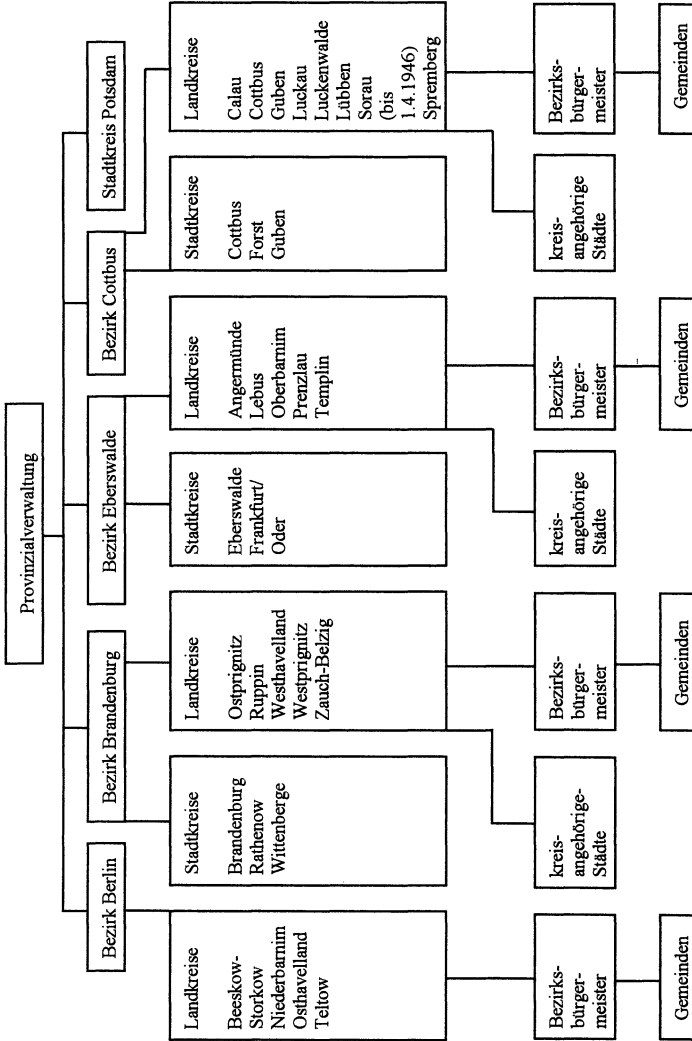 Provinzialverwaltung
Bezirk Berlin
Bezirk Brandenburg
Bezirk Eberswalde
Bezirk Cottbus
Stadtkreis Potsdam
Landkreise
Beeskow-
Storkow
Niederbarnim
Osthavelland
Teltow
Stadtkreise
Brandenburg
Rathenow
Wittenberge
Landkreise
Ostprignitz
Ruppin
Westhavelland
Westprignitz
Zauch-Belzig
Stadtkreise
Eberswalde
Frankfurt/
Oder
Landkreise
Angermünde
Lebus
Oberbarnim
Prenzlau
Templin
Stadtkreise
Cottbus
Forst
Guben
Landkreise
Calau
Cottbus
Guben
Luckau
Luckenwalde
Lübben
Sorau
(bis
1.4.1946)
Spremberg
Bezirks-
bürger-
meister
kreis-
angehörige-
Städte
Bezirks-
bürger-
meister
kreis-
angehörige
Städte
Bezirks-
bürger-
meister
kreis-
angehörige
Städte
Bezirks-
bürger-
meister
Gemeinden
Gemeinden
Gemeinden
Gemeinden